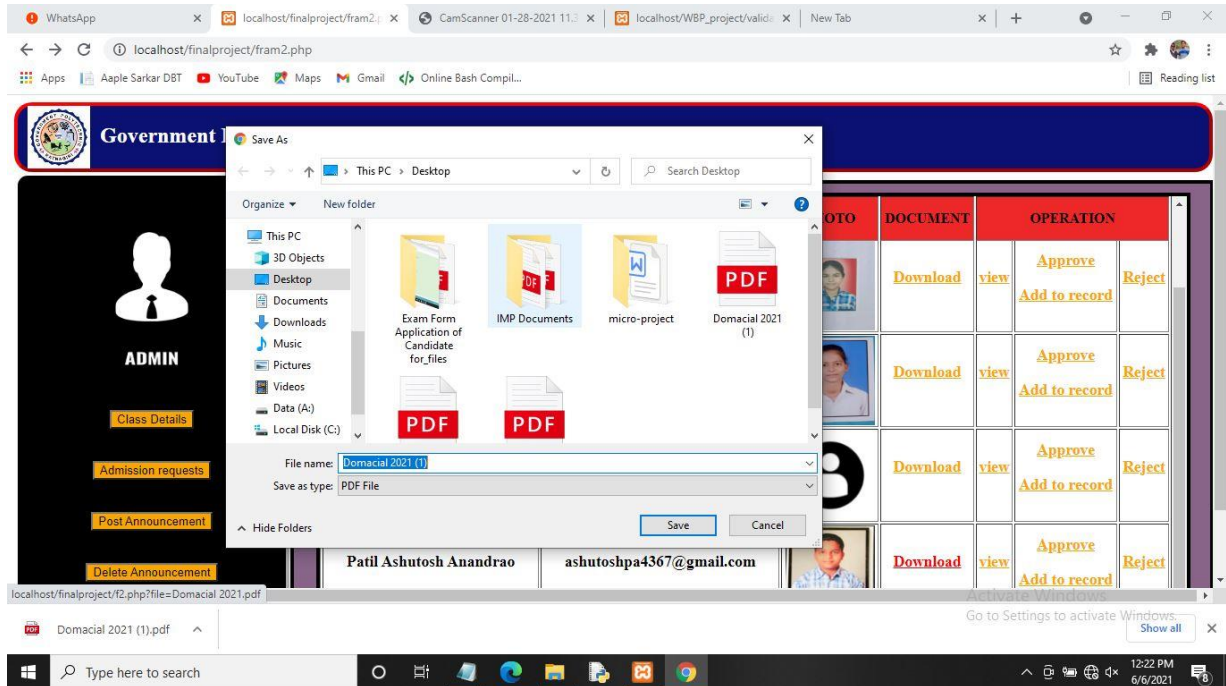 WhatsApp
localhost/finalproject/fram2.p
CamScanner 01-28-2021 11.3
localhost/WBP_project/valida
New Tab
localhost/finalproject/fram2.php
Apps Aaple Sarkar DBT YouTube Maps Gmail Online Bash Compil... Reading list
Government
Save As
This PC > Desktop
Search Desktop
Organize New folder
This PC
3D Objects
Desktop
Documents
Downloads
Music
Pictures
Videos
Data (A:)
Local Disk (C:)
Exam Form
Application of
Candidate
for_files
IMP Documents
micro-project
Domacial 2021
(1)
PDF
PDF
PDF
File name: Domacial 2021 (1)
Save as type: PDF File
Hide Folders
Save Cancel
ADMIN
Class Details
Admission requests
Post Announcement
Delete Announcement
OTO DOCUMENT OPERATION
Download view Approve
Add to record Reject
Download view Approve
Add to record Reject
Download view Approve
Add to record Reject
Patil Ashutosh Anandrao ashutoshpa4367@gmail.com Download view Approve
Add to record Reject
localhost/finalproject/f2.php?file=Domacial 2021.pdf
Activate Windows
Go to Settings to activate Windows.
Domacial 2021 (1).pdf
Show all
Type here to search
12:22 PM
6/6/2021
8